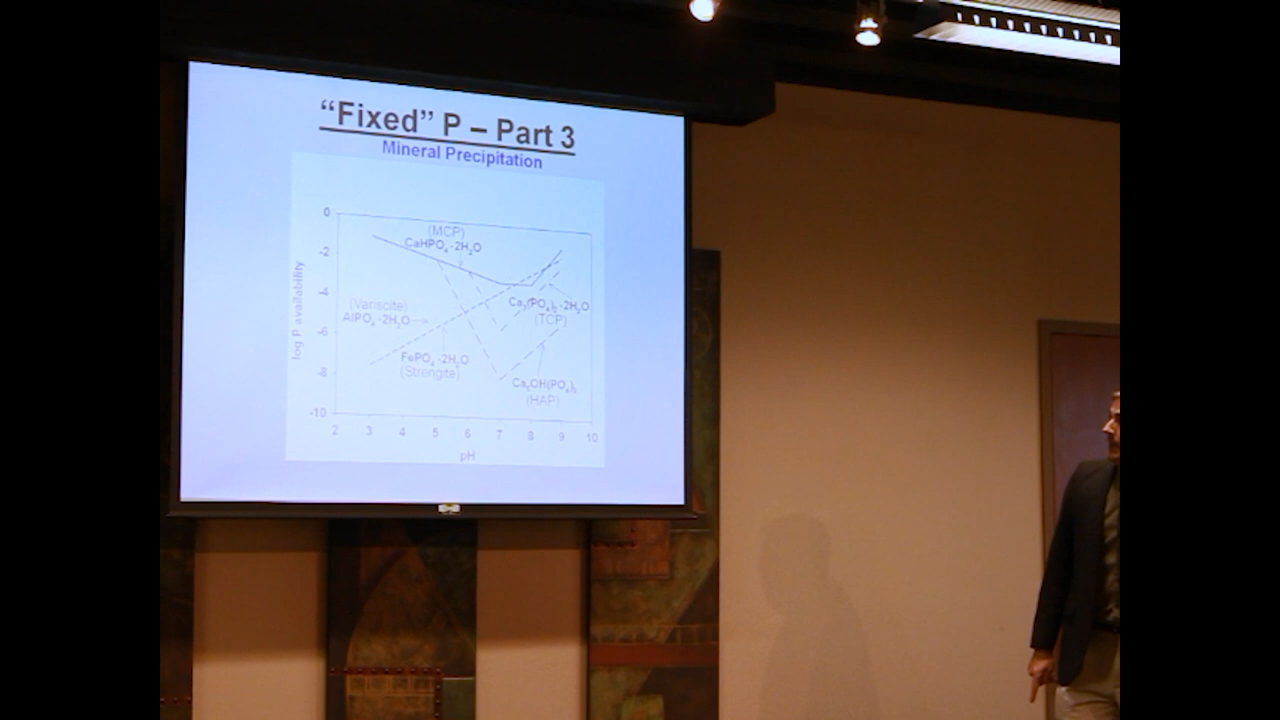 “Fixed” P – Part 3
Mineral Precipitation
0
-2
-4
-6
-8
-10
log P availability
(MCP)
CaHPO₄·2H₂O
(Variscite)
AlPO₄·2H₂O
FePO₄·2H₂O
(Strengite)
Ca₃(PO₄)₂·2H₂O
(TCP)
Ca₅OH(PO₄)₃
(HAP)
2 3 4 5 6 7 8 9 10
pH